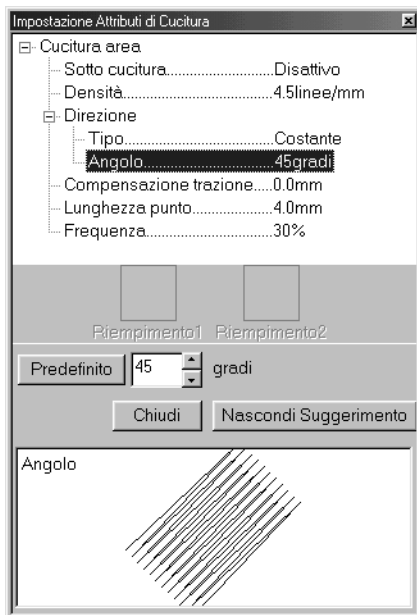 Impostazione Attributi di Cucitura
Cucitura area
Sotto cucitura.......................Disattivo
Densità................................4.5linee/mm
Direzione
Tipo................................Costante
Angolo...........................45gradi
Compensazione trazione.....0.0mm
Lunghezza punto.................4.0mm
Frequenza...........................30%
Riempimento1 Riempimento2
Predefinito 45 gradi
Chiudi Nascondi Suggerimento
Angolo